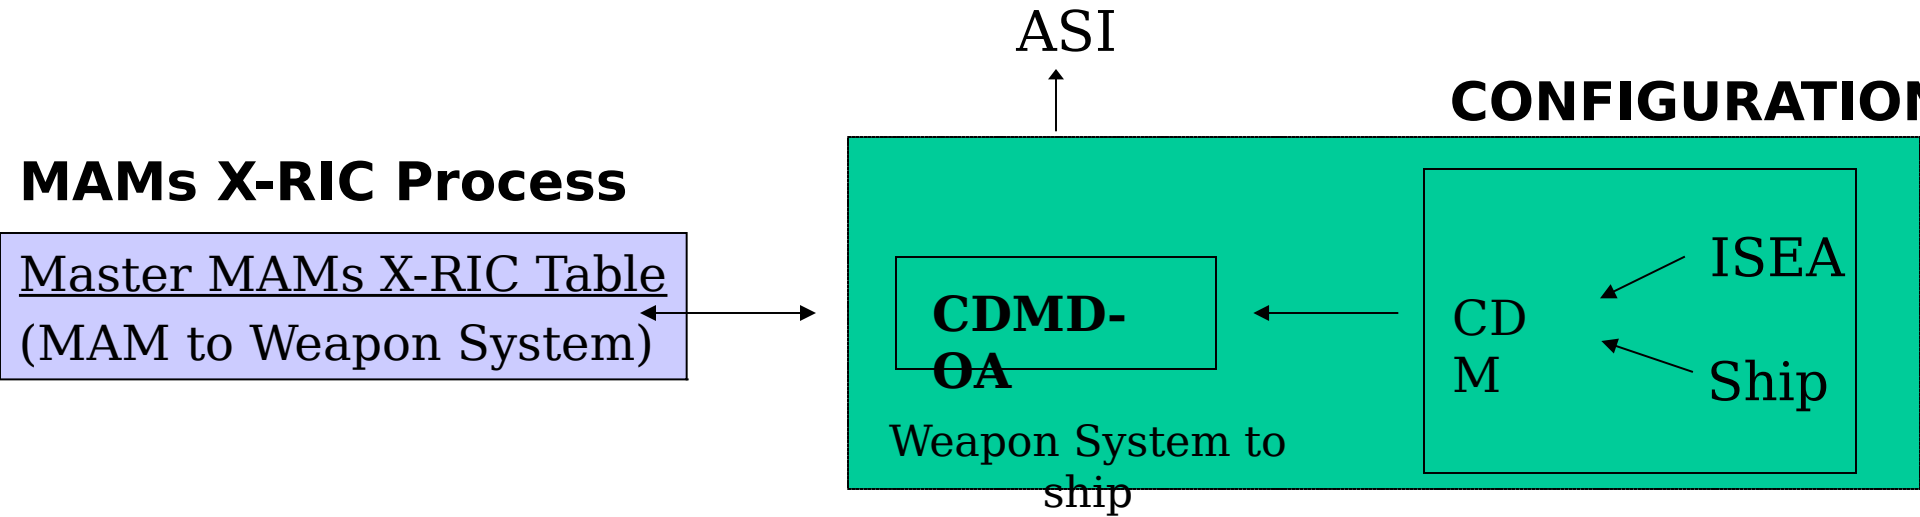 ASI
CONFIGURATION
MAMs X-RIC Process
Master MAMs X-RIC Table
(MAM to Weapon System)
CDMD-
OA
Weapon System to
ship
CD
M
ISEA
Ship